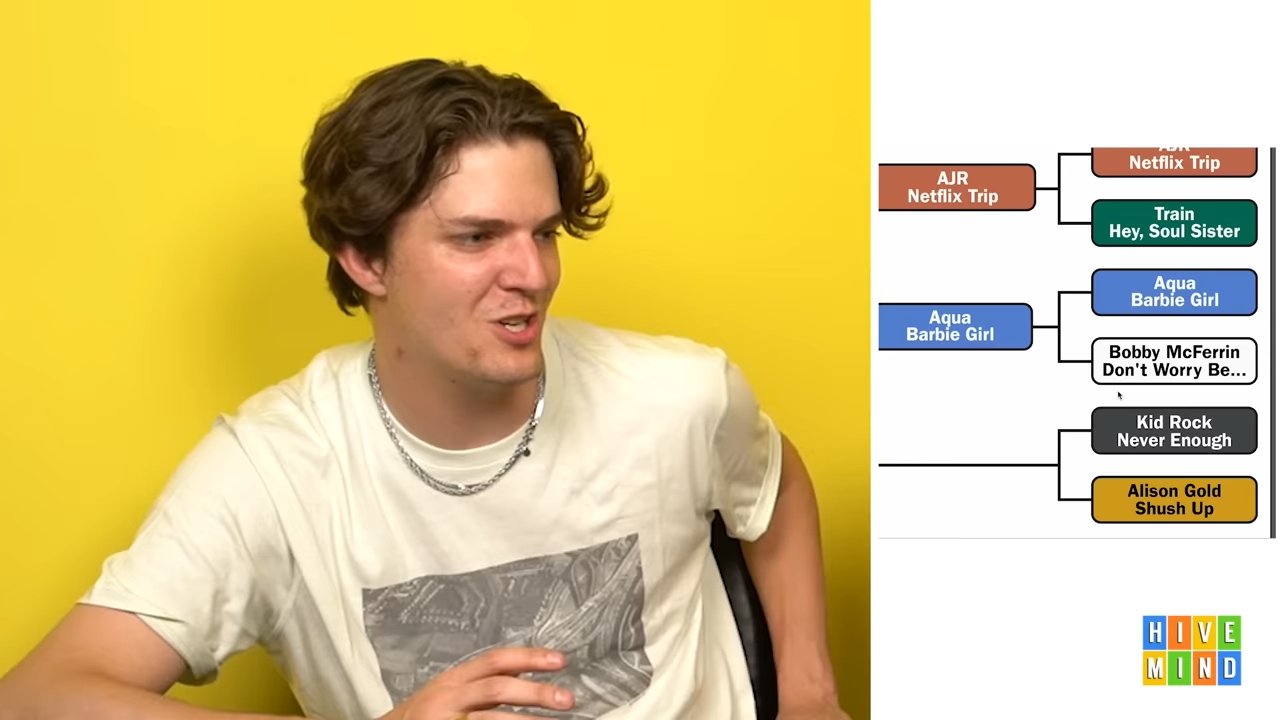 AJR
Netflix Trip
AJR
Netflix Trip
Train
Hey, Soul Sister
Aqua
Barbie Girl
Aqua
Barbie Girl
Bobby McFerrin
Don't Worry Be...
Kid Rock
Never Enough
Alison Gold
Shush Up
HIVE
MIND